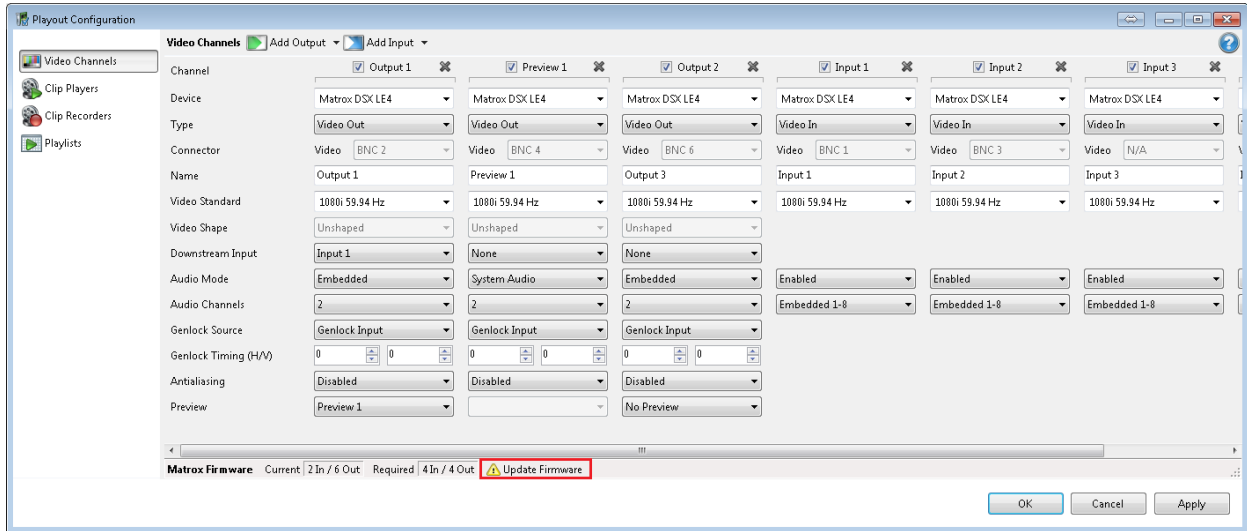 Playout Configuration
Video Channels
Clip Players
Clip Recorders
Playlists
Video Channels Add Output Add Input
Channel Output 1 Preview 1 Output 2 Input 1 Input 2 Input 3
Device Matrox DSX LE4 Matrox DSX LE4 Matrox DSX LE4 Matrox DSX LE4 Matrox DSX LE4 Matrox DSX LE4
Type Video Out Video Out Video Out Video In Video In Video In
Connector Video BNC 2 Video BNC 4 Video BNC 6 Video BNC 1 Video BNC 3 Video N/A
Name Output 1 Preview 1 Output 3 Input 1 Input 2 Input 3
Video Standard 1080i 59.94 Hz 1080i 59.94 Hz 1080i 59.94 Hz 1080i 59.94 Hz 1080i 59.94 Hz 1080i 59.94 Hz
Video Shape Unshaped Unshaped Unshaped
Downstream Input Input 1 None None
Audio Mode Embedded System Audio Embedded Enabled Enabled Enabled
Audio Channels 2 2 2 Embedded 1-8 Embedded 1-8 Embedded 1-8
Genlock Source Genlock Input Genlock Input Genlock Input
Genlock Timing (H/V) 0 0 0 0 0 0
Antialiasing Disabled Disabled Disabled
Preview Preview 1 No Preview
Matrox Firmware Current 2 In / 6 Out Required 4 In / 4 Out Update Firmware
OK Cancel Apply